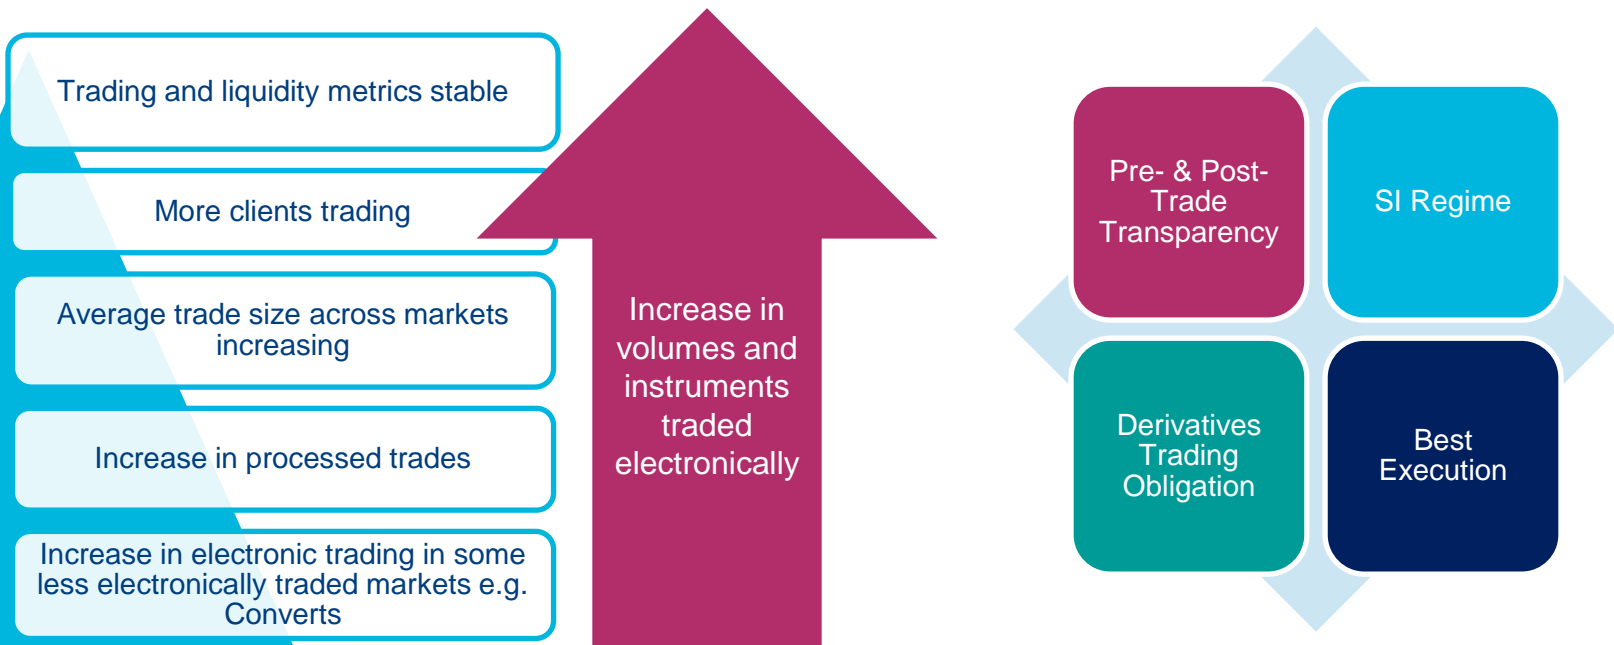 Trading and liquidity metrics stable
More clients trading
Average trade size across markets
increasing
Increase in processed trades
Increase in electronic trading in some
less electronically traded markets e.g.
Converts
Increase in
volumes and
instruments
traded
electronically
Pre- & Post-
Trade
Transparency
SI Regime
Derivatives
Trading
Obligation
Best
Execution